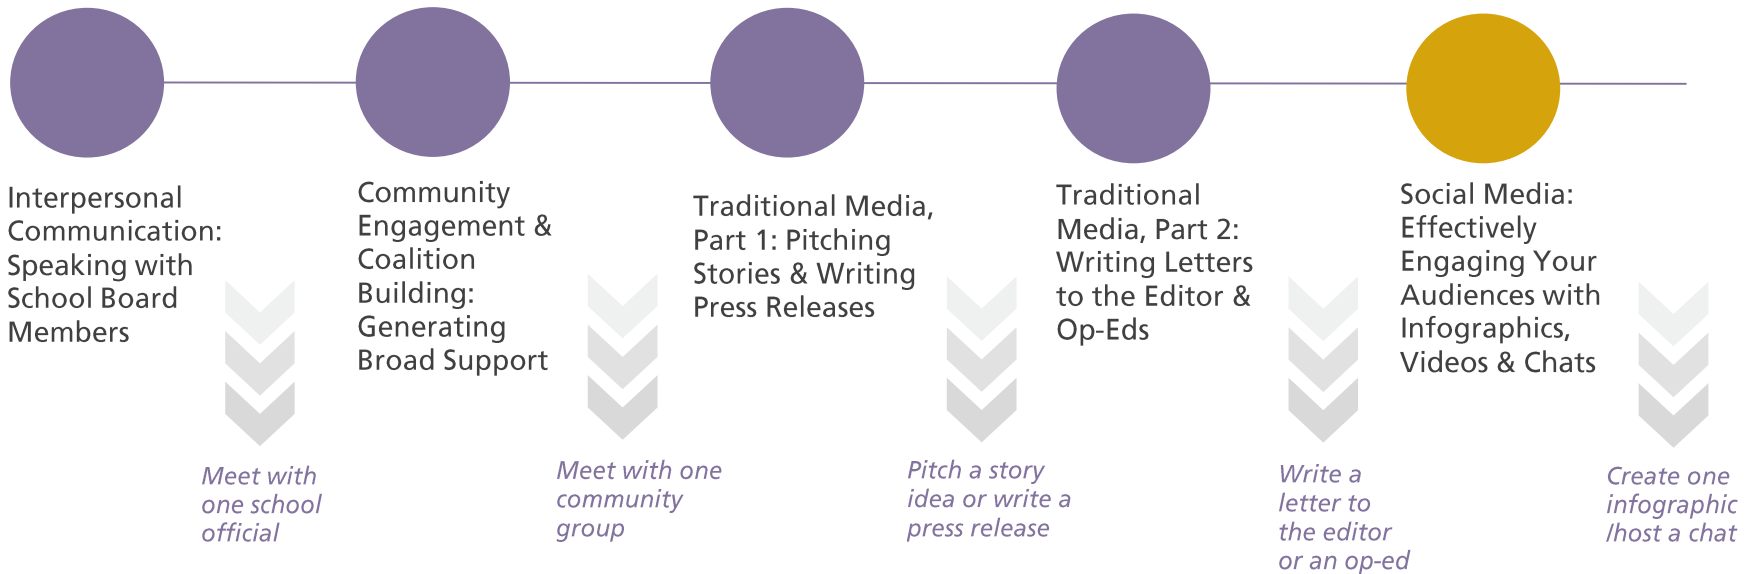 Interpersonal
Communication:
Speaking with
School Board
Members
Community
Engagement &
Coalition
Building:
Generating
Broad Support
Traditional Media,
Part 1: Pitching
Stories & Writing
Press Releases
Traditional
Media, Part 2:
Writing Letters
to the Editor &
Op-Eds
Social Media:
Effectively
Engaging Your
Audiences with
Infographics,
Videos & Chats
Meet with
one school
official
Meet with one
community
group
Pitch a story
idea or write a
press release
Write a
letter to
the editor
or an op-ed
Create one
infographic
/host a chat